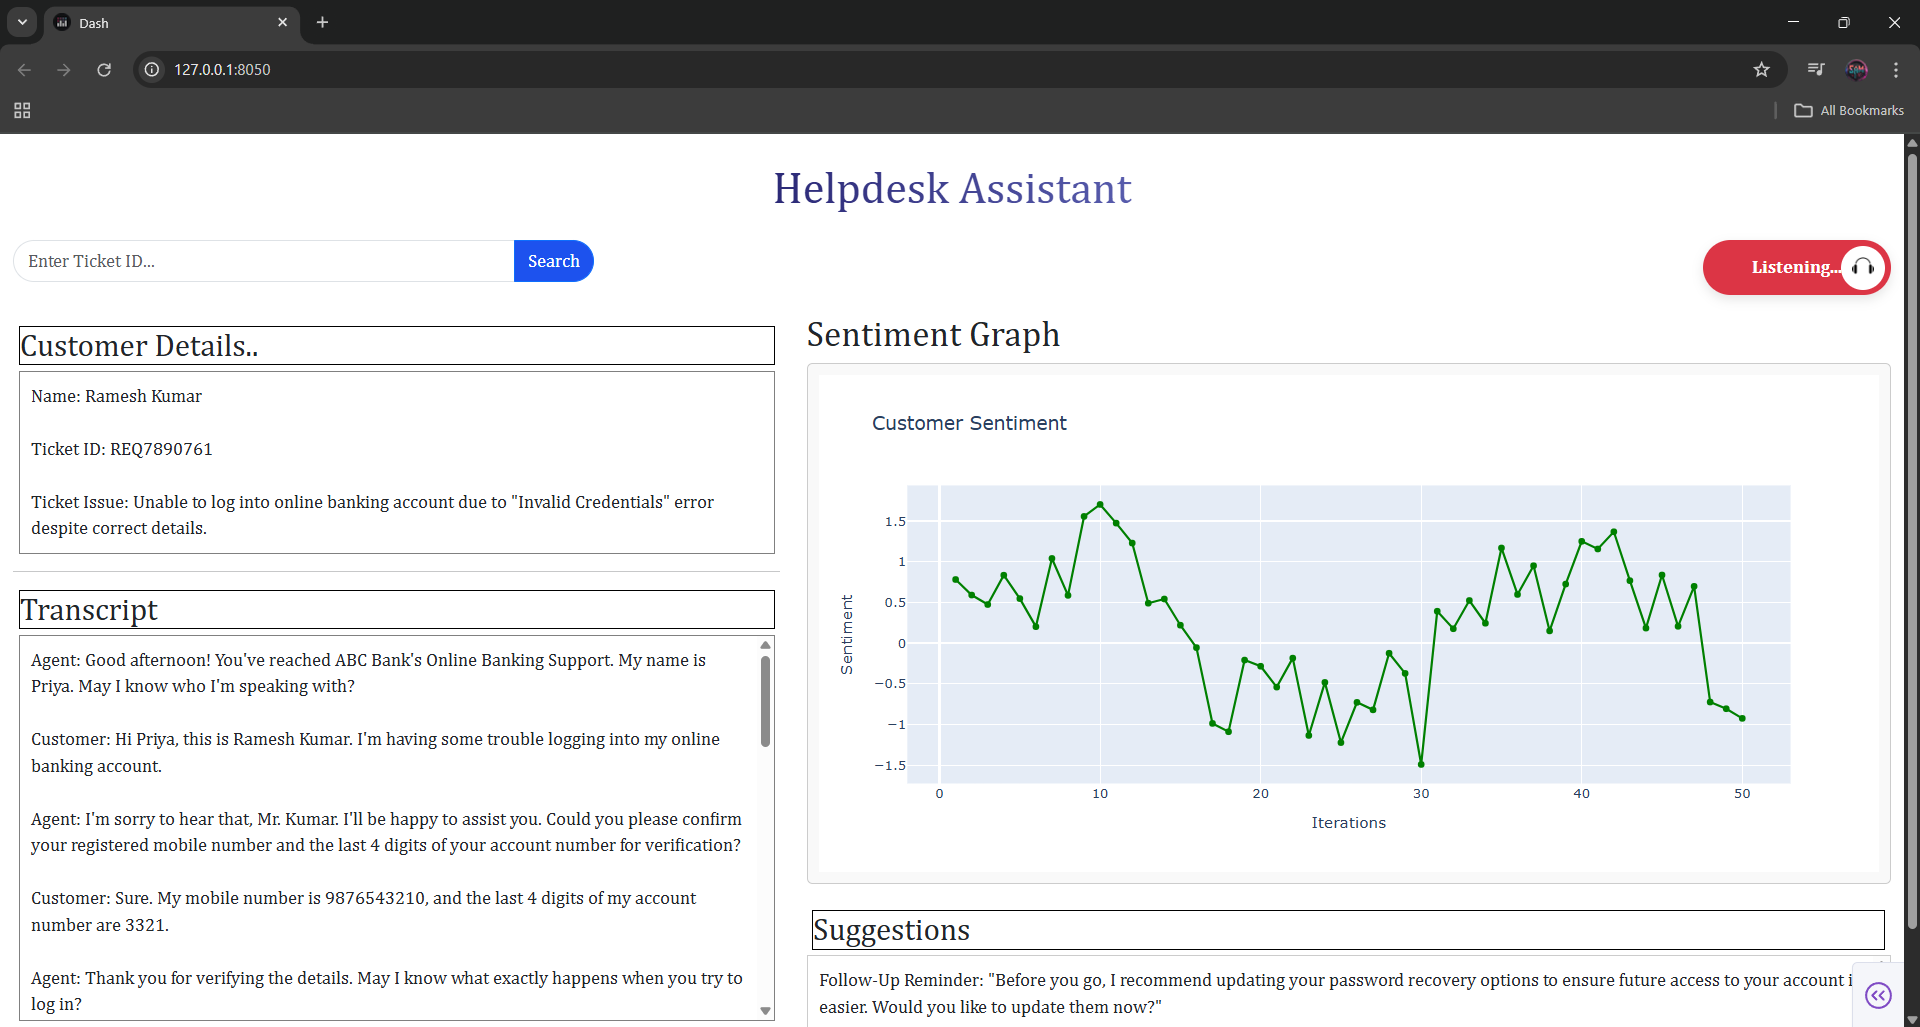 Dash
127.0.0.1:8050
All Bookmarks
Helpdesk Assistant
Enter Ticket ID...
Search
Listening...
Customer Details..
Name: Ramesh Kumar
Ticket ID: REQ7890761
Ticket Issue: Unable to log into online banking account due to "Invalid Credentials" error
despite correct details.
Transcript
Agent: Good afternoon! You've reached ABC Bank's Online Banking Support. My name is
Priya. May I know who I'm speaking with?
Customer: Hi Priya, this is Ramesh Kumar. I'm having some trouble logging into my online
banking account.
Agent: I'm sorry to hear that, Mr. Kumar. I'll be happy to assist you. Could you please confirm
your registered mobile number and the last 4 digits of your account number for verification?
Customer: Sure. My mobile number is 9876543210, and the last 4 digits of my account
number are 3321.
Agent: Thank you for verifying the details. May I know what exactly happens when you try to
log in?
Sentiment Graph
Customer Sentiment
Sentiment
1.5
1
0.5
0
−0.5
−1
−1.5
0 10 20 30 40 50
Iterations
Suggestions
Follow-Up Reminder: "Before you go, I recommend updating your password recovery options to ensure future access to your account
easier. Would you like to update them now?"